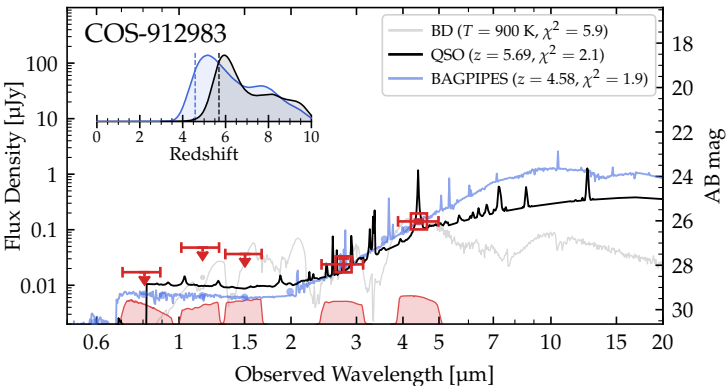 COS-912983
BD (T = 900 K, χ² = 5.9)
QSO (z = 5.69, χ² = 2.1)
BAGPIPES (z = 4.58, χ² = 1.9)
0 2 4 6 8 10
Redshift
Flux Density [μJy]
100
10
1
0.1
0.01
AB mag
18
20
22
24
26
28
30
0.6 1 1.5 2 3 4 5 10 15 20
Observed Wavelength [μm]